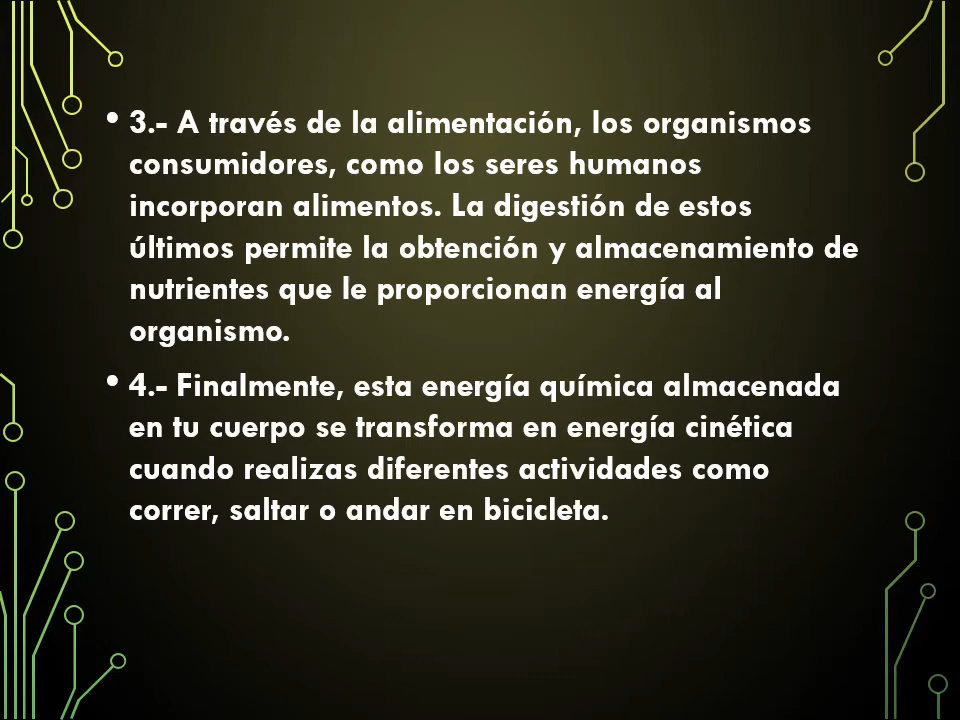 • 3.- A través de la alimentación, los organismos
consumidores, como los seres humanos
incorporan alimentos. La digestión de estos
últimos permite la obtención y almacenamiento de
nutrientes que le proporcionan energía al
organismo.
• 4.- Finalmente, esta energía química almacenada
en tu cuerpo se transforma en energía cinética
cuando realizas diferentes actividades como
correr, saltar o andar en bicicleta.